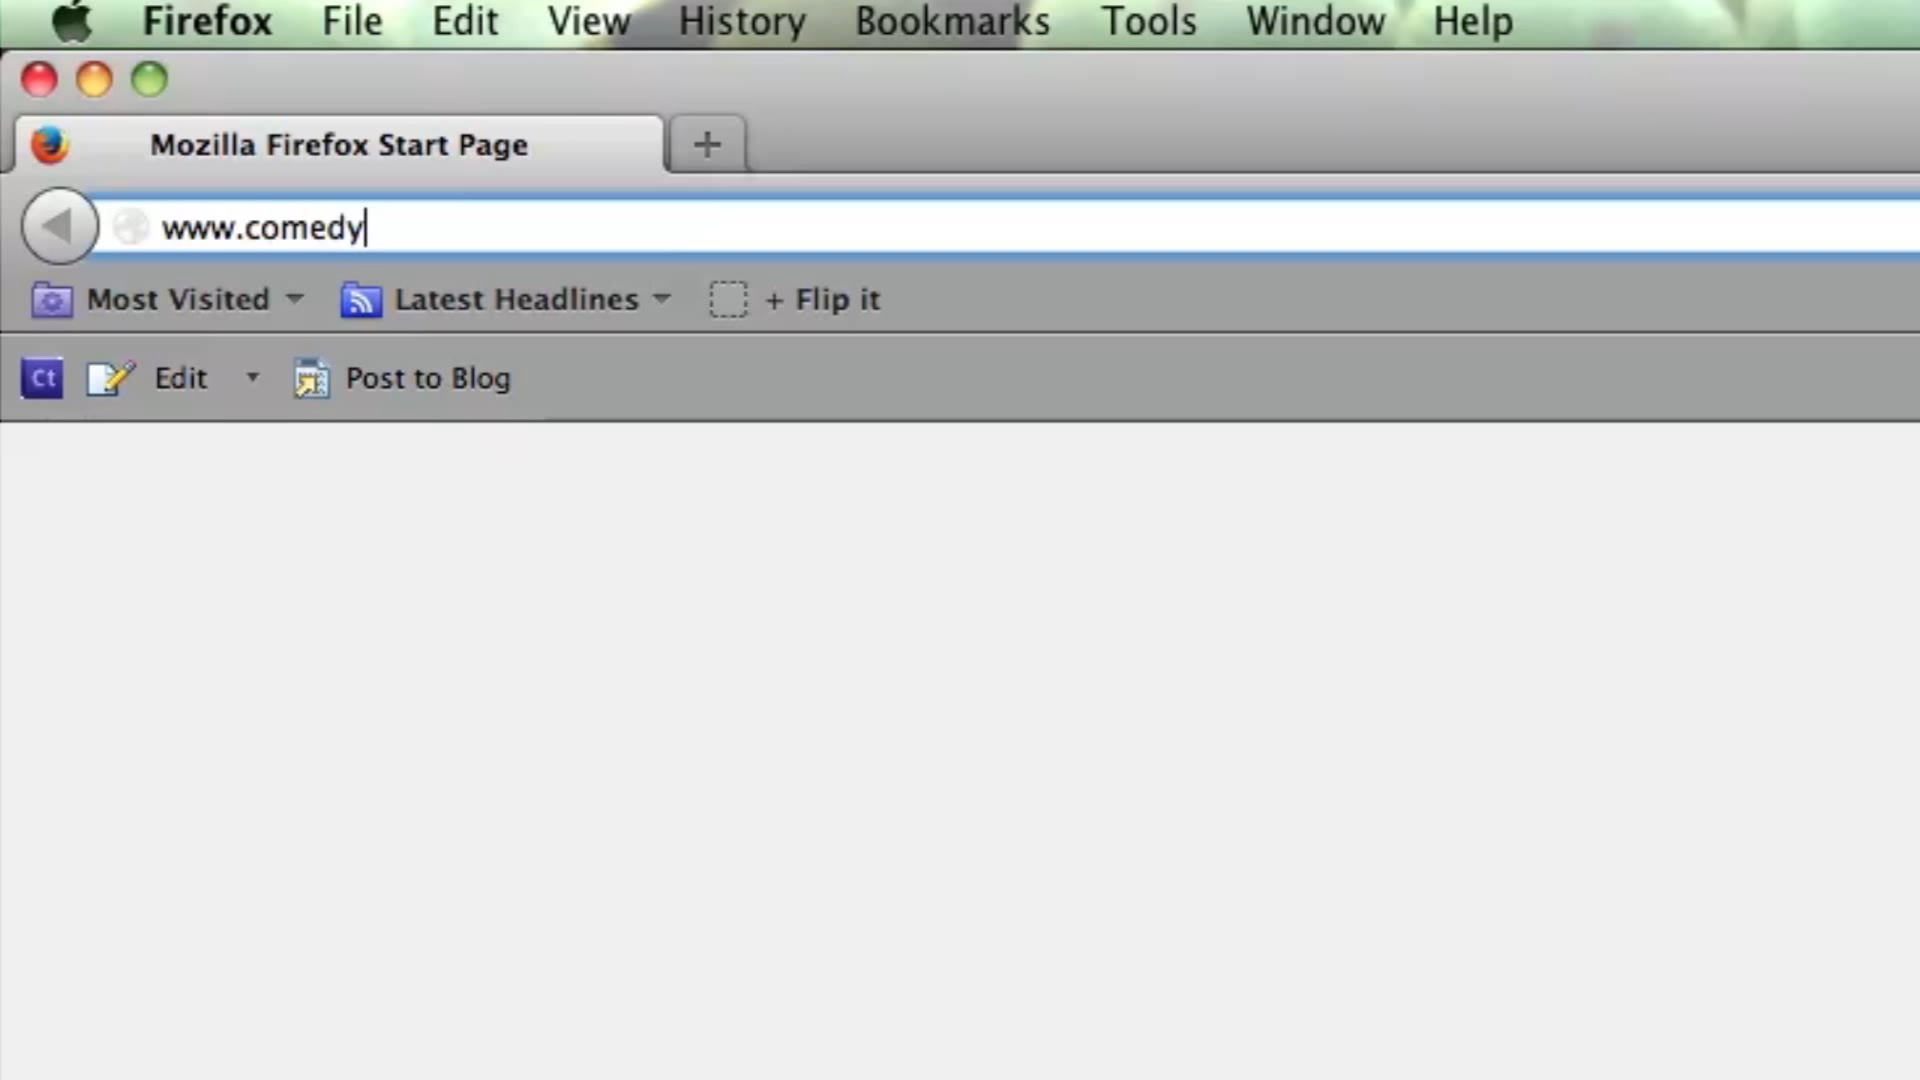 Firefox File Edit View History Bookmarks Tools Window Help
Mozilla Firefox Start Page +
www.comedy
Most Visited Latest Headlines + Flip it
Ct Edit Post to Blog